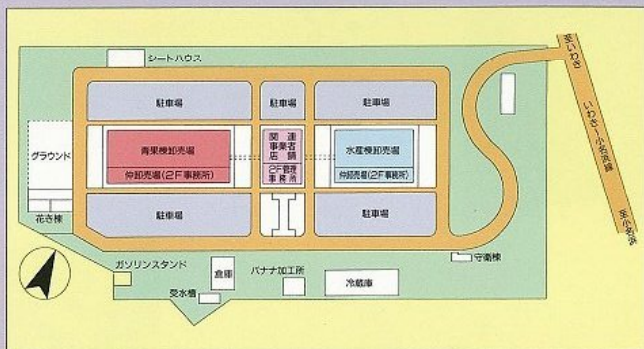 シートハウス
駐車場
駐車場
駐車場
至いわき
いわき～小名浜線
至小名浜
グラウンド
青果棟卸売場
仲卸売場(2F事務所)
関連
事業者
店舗
2F管理
事務所
水産棟卸売場
仲卸売場(2F事務所)
駐車場
駐車場
花き棟
守衛棟
ガソリンスタンド
倉庫
バナナ加工所
冷蔵庫
受水槽